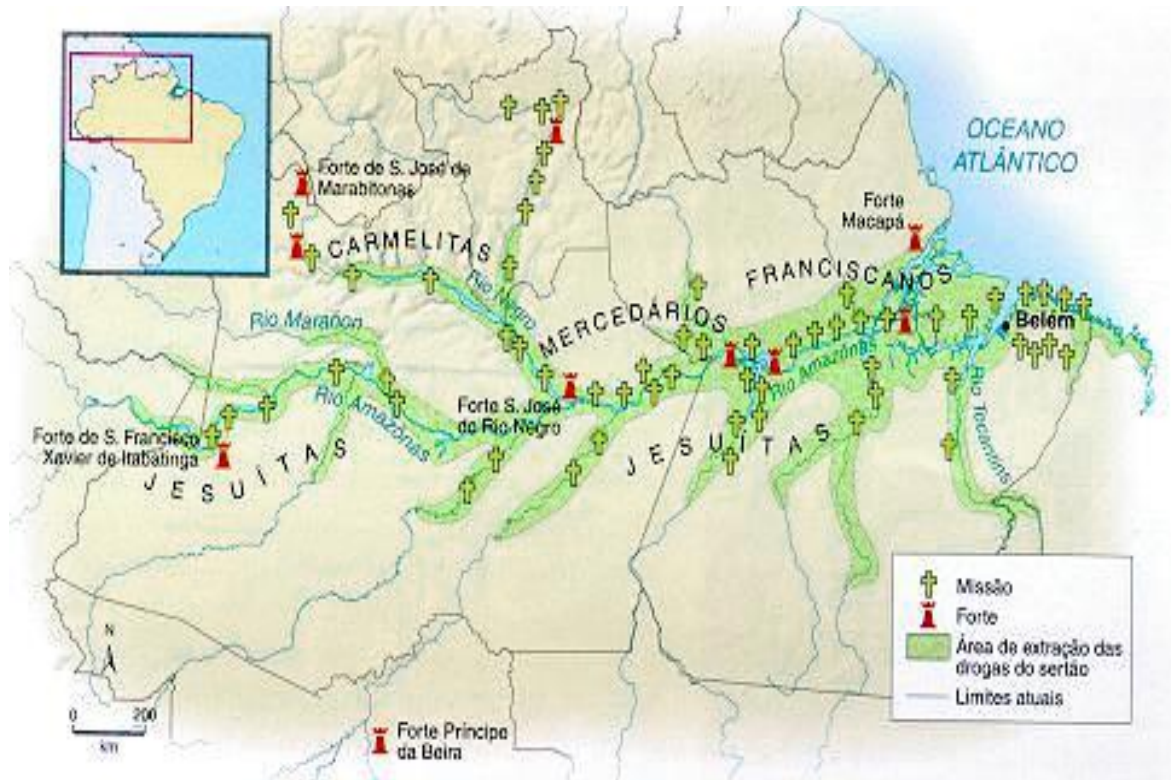 OCEANO
ATLÂNTICO
Forte de S. José de
Marabitonas
Forte
Macapá
CARMELITAS
FRANCISCANOS
Rio Negro
MERCEDÁRIOS
Rio Marañon
Belém
Rio Amazonas
Rio Amazônas
Rio Tocantins
Forte S. José
do Rio Negro
Forte de S. Francisco
Xavier de Itabatinga
JESUÍTAS
JESUÍTAS
Missão
Forte
Área de extração das
drogas do sertão
Limites atuais
N
0 200
km
Forte Príncipe
da Beira